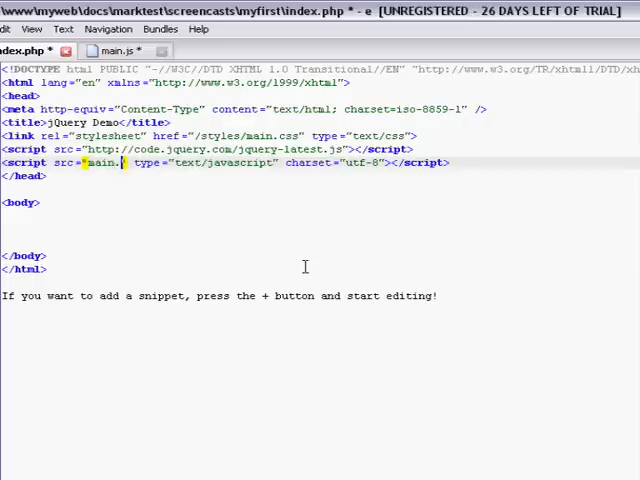 \www\myweb\docs\marktest\screencasts\myfirst\index.php * - e [UNREGISTERED - 26 DAYS LEFT OF TRIAL]
dit View Text Navigation Bundles Help
ndex.php * main.js *
<!DOCTYPE html PUBLIC "-//W3C//DTD XHTML 1.0 Transitional//EN" "http://www.w3.org/TR/xhtml1/DTD/xh
<html lang="en" xmlns="http://www.w3.org/1999/xhtml">
<head>
<meta http-equiv="Content-Type" content="text/html; charset=iso-8859-1" />
<title>jQuery Demo</title>
<link rel="stylesheet" href="/styles/main.css" type="text/css">
<script src="http://code.jquery.com/jquery-latest.js"></script>
<script src="main." type="text/javascript" charset="utf-8"></script>
</head>
<body>
</body>
</html>
If you want to add a snippet, press the + button and start editing!